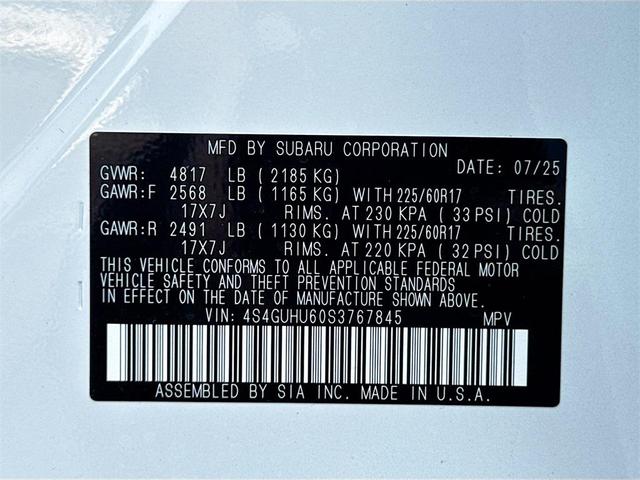 MFD BY SUBARU CORPORATION
GVWR: 4817 LB (2185 KG) DATE: 07/25
GAWR:F 2568 LB (1165 KG) WITH 225/60R17 TIRES.
17X7J RIMS. AT 230 KPA (33 PSI) COLD
GAWR:R 2491 LB (1130 KG) WITH 225/60R17 TIRES.
17X7J RIMS. AT 220 KPA (32 PSI) COLD
THIS VEHICLE CONFORMS TO ALL APPLICABLE FEDERAL MOTOR
VEHICLE SAFETY AND THEFT PREVENTION STANDARDS
IN EFFECT ON THE DATE OF MANUFACTURE SHOWN ABOVE.
VIN: 4S4GUHU60S3767845 MPV
ASSEMBLED BY SIA INC. MADE IN U.S.A.